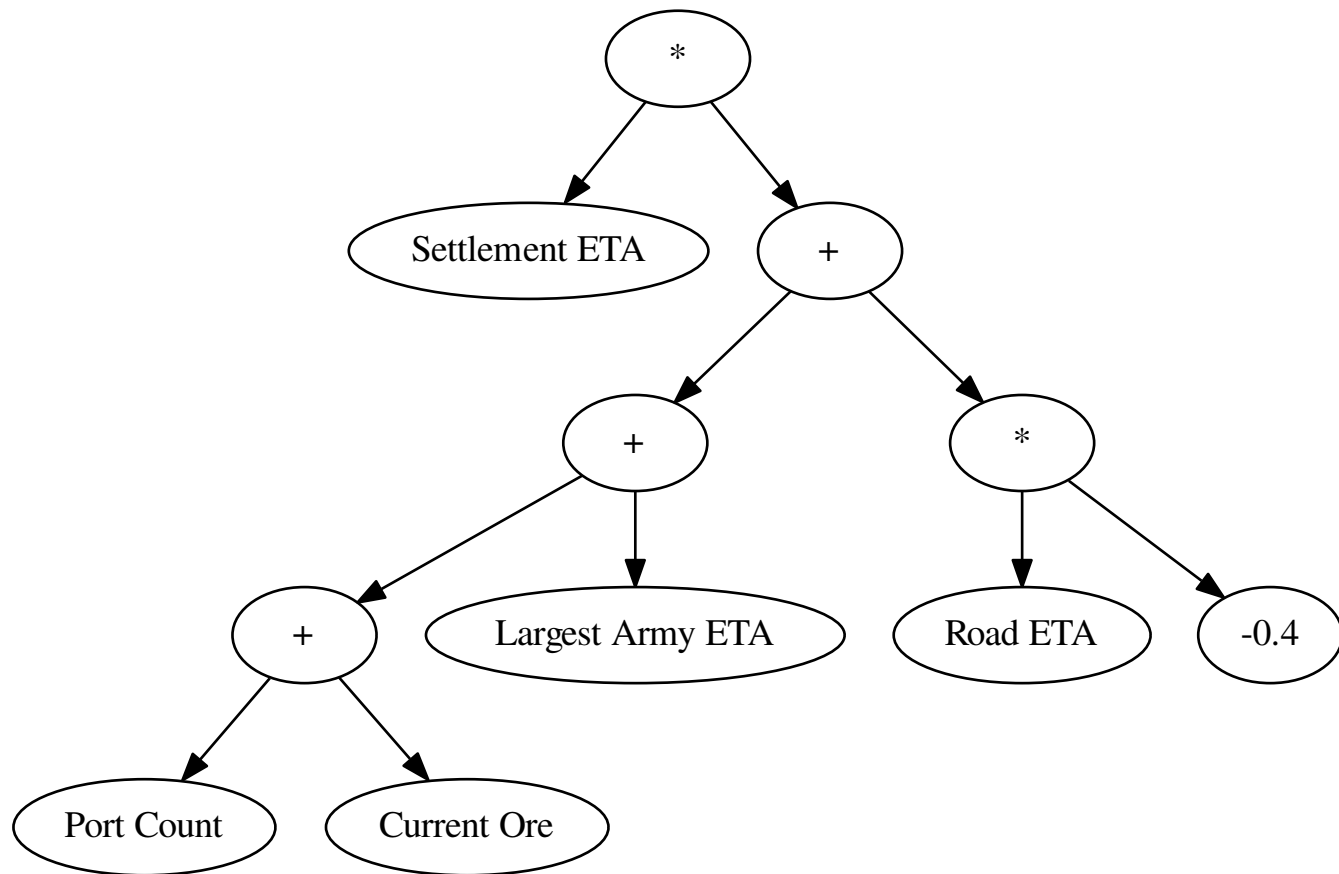 *
Settlement ETA
+
+
*
+
Largest Army ETA
Road ETA
-0.4
Port Count
Current Ore